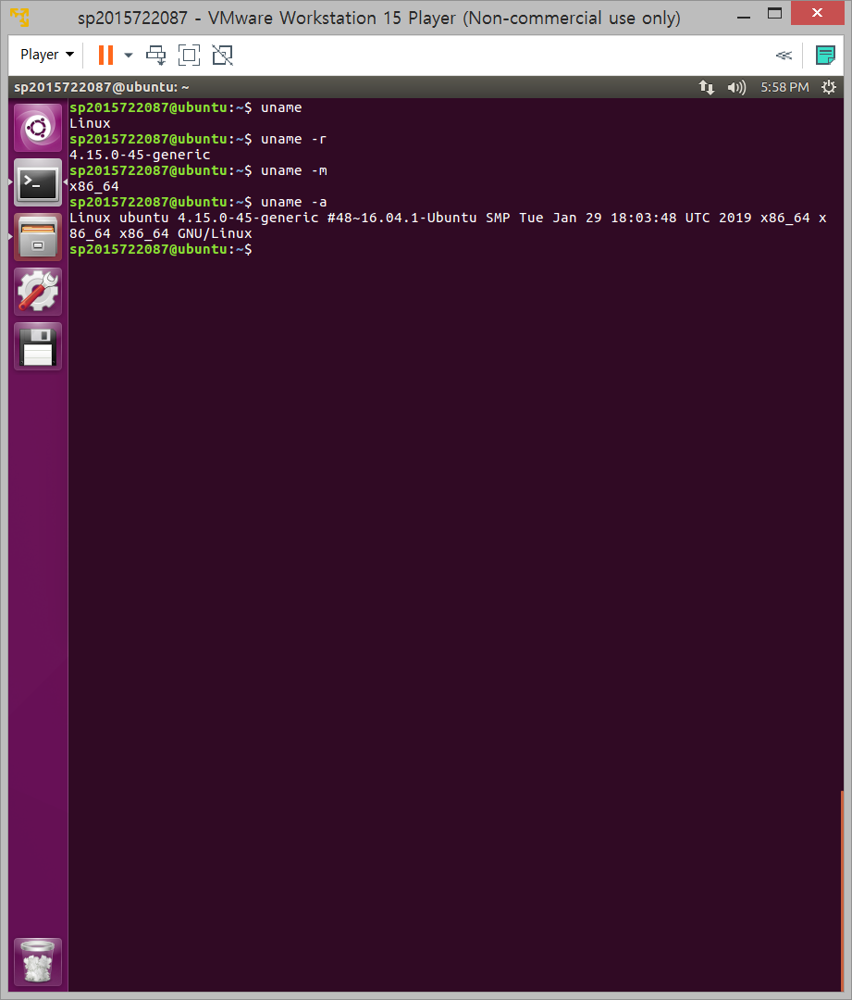 sp2015722087 - VMware Workstation 15 Player (Non-commercial use only)
Player
sp2015722087@ubuntu: ~
5:58 PM
sp2015722087@ubuntu:~$ uname
Linux
sp2015722087@ubuntu:~$ uname -r
4.15.0-45-generic
sp2015722087@ubuntu:~$ uname -m
x86_64
sp2015722087@ubuntu:~$ uname -a
Linux ubuntu 4.15.0-45-generic #48~16.04.1-Ubuntu SMP Tue Jan 29 18:03:48 UTC 2019 x86_64 x
86_64 x86_64 GNU/Linux
sp2015722087@ubuntu:~$